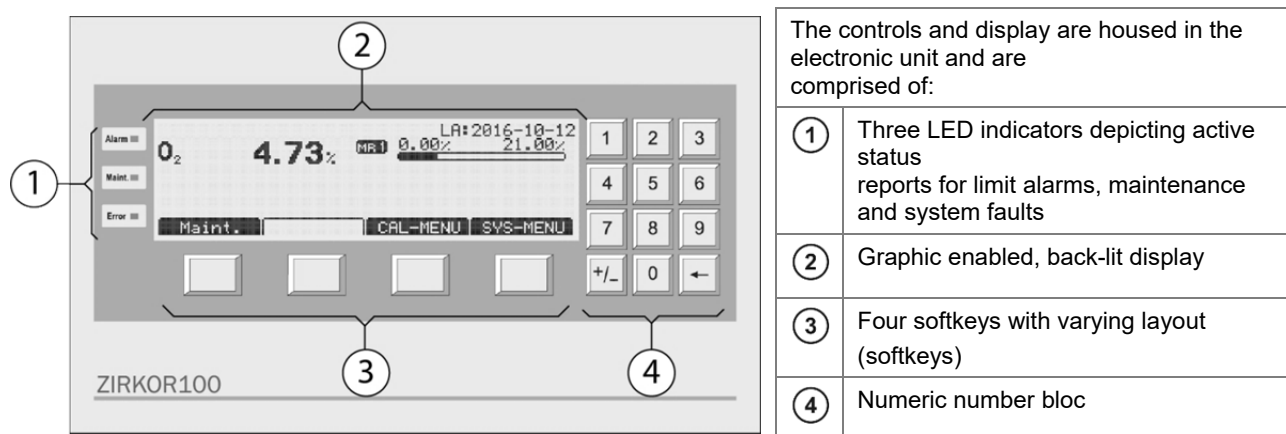 2
LA:2016-10-12
Alarm
O2 4.73% MR1 0.00% 21.00%
Maint.
1
Error
Maint. CAL-MENU SYS-MENU
1 2 3
4 5 6
7 8 9
+/- 0 ←
3
4
ZIRKOR100
The controls and display are housed in the
electronic unit and are
comprised of:
1 Three LED indicators depicting active
status
reports for limit alarms, maintenance
and system faults
2 Graphic enabled, back-lit display
3 Four softkeys with varying layout
(softkeys)
4 Numeric number bloc